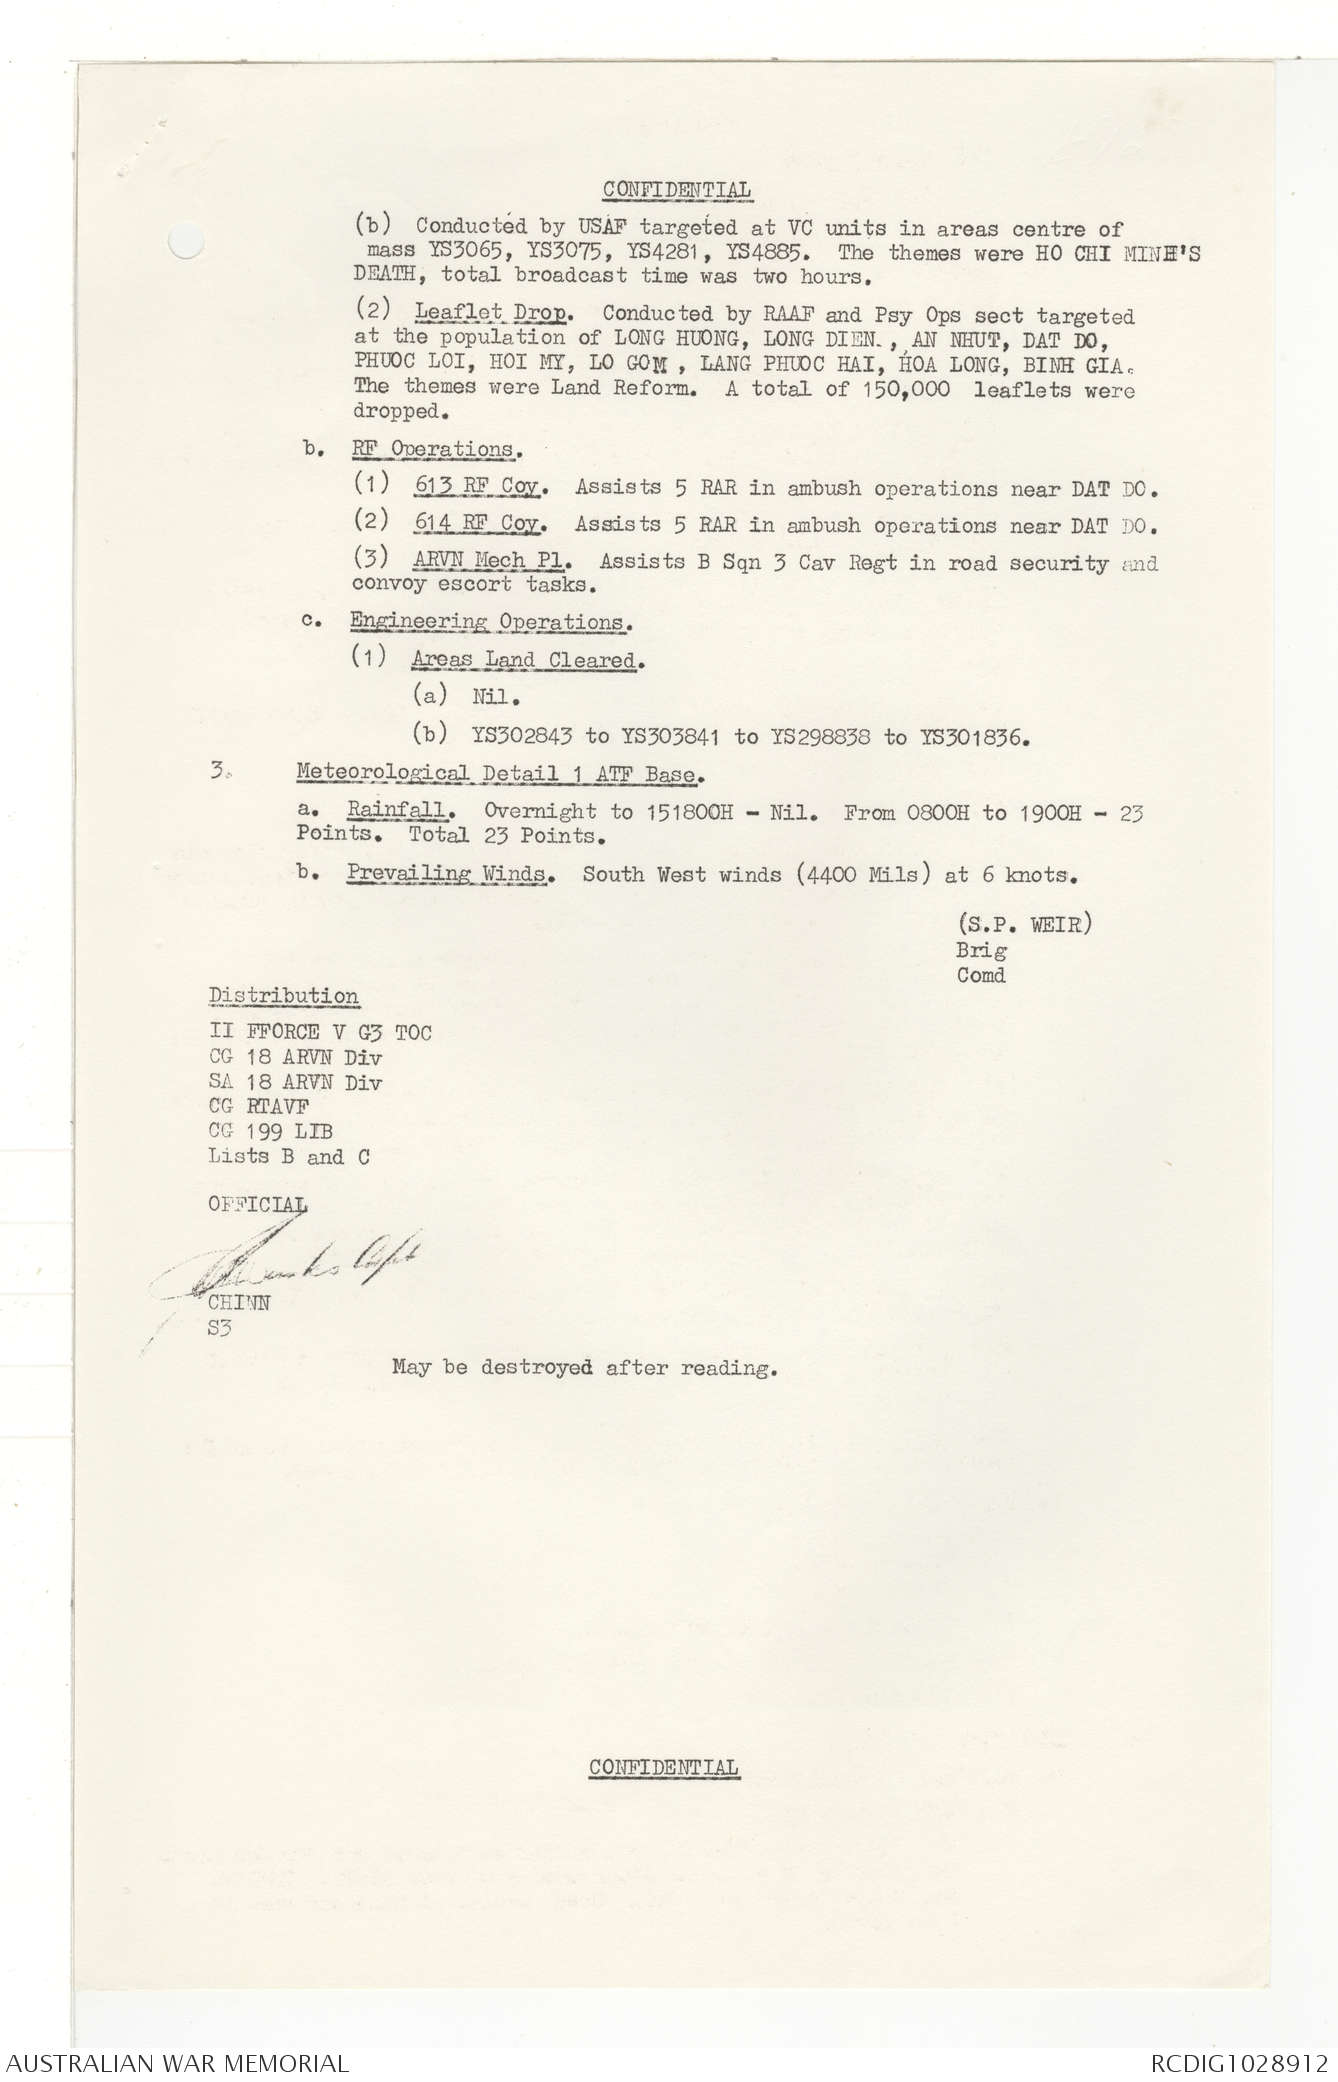 CONFIDENTIAL
(b) Conducted by USAF targeted at VC units in areas centre of
mass YS3065, YS3075, YS4281, YS4885. The themes were HO CHI MINH'S
DEATH, total broadcast time was two hours.
(2) Leaflet Drop. Conducted by RAAF and Psy Ops sect targeted
at the population of LONG HUONG, LONG DIEN., AN NHUT, DAT DO,
PHUOC LOI, HOI MY, LO GOM , LANG PHUOC HAI, HOA LONG, BINH GIA.
The themes were Land Reform. A total of 150,000 leaflets were
dropped.
b. RF Operations.
(1) 613 RF Coy. Assists 5 RAR in ambush operations near DAT DO.
(2) 614 RF Coy. Assists 5 RAR in ambush operations near DAT DO.
(3) ARVN Mech Pl. Assists B Sqn 3 Cav Regt in road security and
convoy escort tasks.
c. Engineering Operations.
(1) Areas Land Cleared.
(a) Nil.
(b) YS302843 to YS303841 to YS298838 to YS301836.
3. Meteorological Detail 1 ATF Base.
a. Rainfall. Overnight to 151800H - Nil. From 0800H to 1900H - 23
Points. Total 23 Points.
b. Prevailing Winds. South West winds (4400 Mils) at 6 knots.
(S.P. WEIR)
Brig
Comd
Distribution
II FFORCE V G3 TOC
CG 18 ARVN Div
SA 18 ARVN Div
CG RTAVF
CG 199 LIB
Lists B and C
OFFICIAL
Capt
CHINN
S3
May be destroyed after reading.
CONFIDENTIAL
AUSTRALIAN WAR MEMORIAL
RCDIG1028912